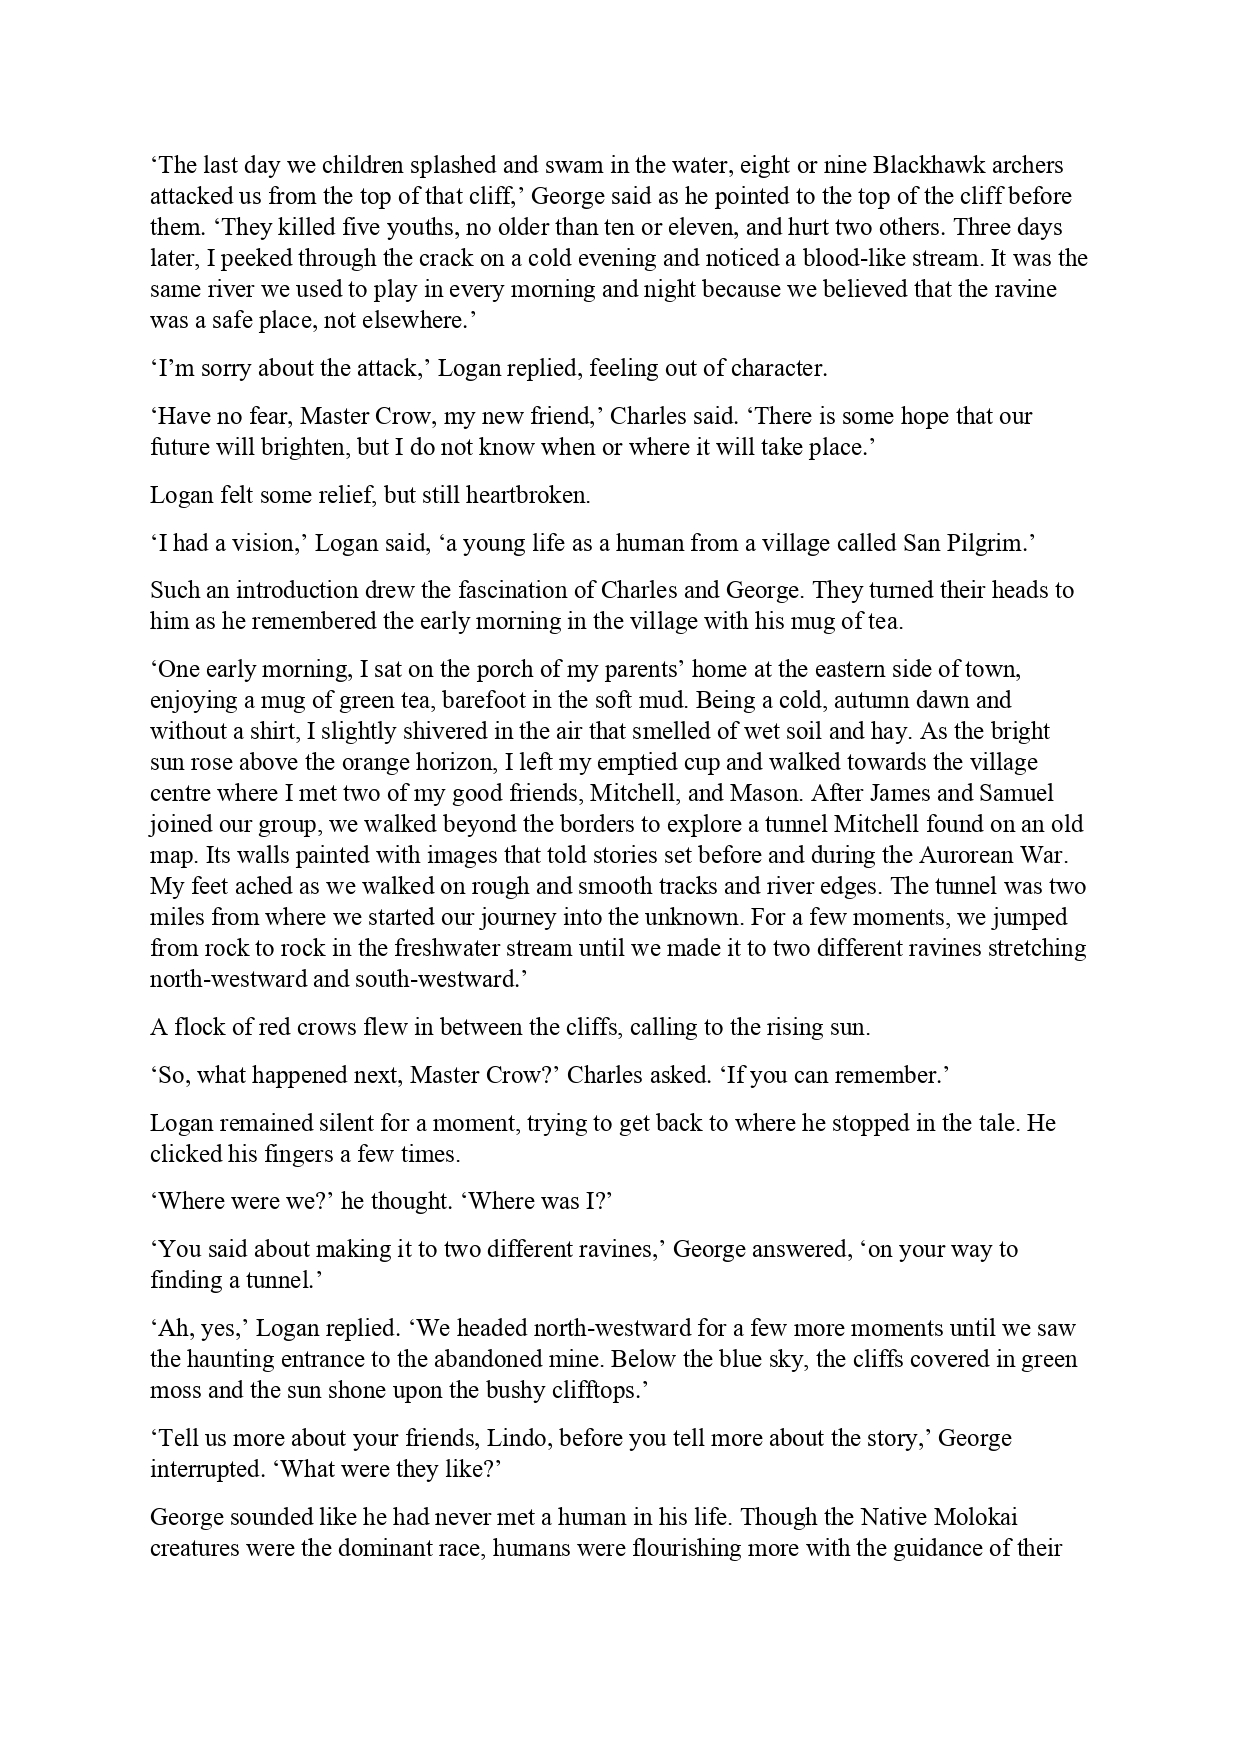 ‘The last day we children splashed and swam in the water, eight or nine Blackhawk archers
attacked us from the top of that cliff,’ George said as he pointed to the top of the cliff before
them. ‘They killed five youths, no older than ten or eleven, and hurt two others. Three days
later, I peeked through the crack on a cold evening and noticed a blood-like stream. It was the
same river we used to play in every morning and night because we believed that the ravine
was a safe place, not elsewhere.’
‘I’m sorry about the attack,’ Logan replied, feeling out of character.
‘Have no fear, Master Crow, my new friend,’ Charles said. ‘There is some hope that our
future will brighten, but I do not know when or where it will take place.’
Logan felt some relief, but still heartbroken.
‘I had a vision,’ Logan said, ‘a young life as a human from a village called San Pilgrim.’
Such an introduction drew the fascination of Charles and George. They turned their heads to
him as he remembered the early morning in the village with his mug of tea.
‘One early morning, I sat on the porch of my parents’ home at the eastern side of town,
enjoying a mug of green tea, barefoot in the soft mud. Being a cold, autumn dawn and
without a shirt, I slightly shivered in the air that smelled of wet soil and hay. As the bright
sun rose above the orange horizon, I left my emptied cup and walked towards the village
centre where I met two of my good friends, Mitchell, and Mason. After James and Samuel
joined our group, we walked beyond the borders to explore a tunnel Mitchell found on an old
map. Its walls painted with images that told stories set before and during the Aurorean War.
My feet ached as we walked on rough and smooth tracks and river edges. The tunnel was two
miles from where we started our journey into the unknown. For a few moments, we jumped
from rock to rock in the freshwater stream until we made it to two different ravines stretching
north-westward and south-westward.’
A flock of red crows flew in between the cliffs, calling to the rising sun.
‘So, what happened next, Master Crow?’ Charles asked. ‘If you can remember.’
Logan remained silent for a moment, trying to get back to where he stopped in the tale. He
clicked his fingers a few times.
‘Where were we?’ he thought. ‘Where was I?’
‘You said about making it to two different ravines,’ George answered, ‘on your way to
finding a tunnel.’
‘Ah, yes,’ Logan replied. ‘We headed north-westward for a few more moments until we saw
the haunting entrance to the abandoned mine. Below the blue sky, the cliffs covered in green
moss and the sun shone upon the bushy clifftops.’
‘Tell us more about your friends, Lindo, before you tell more about the story,’ George
interrupted. ‘What were they like?’
George sounded like he had never met a human in his life. Though the Native Molokai
creatures were the dominant race, humans were flourishing more with the guidance of their